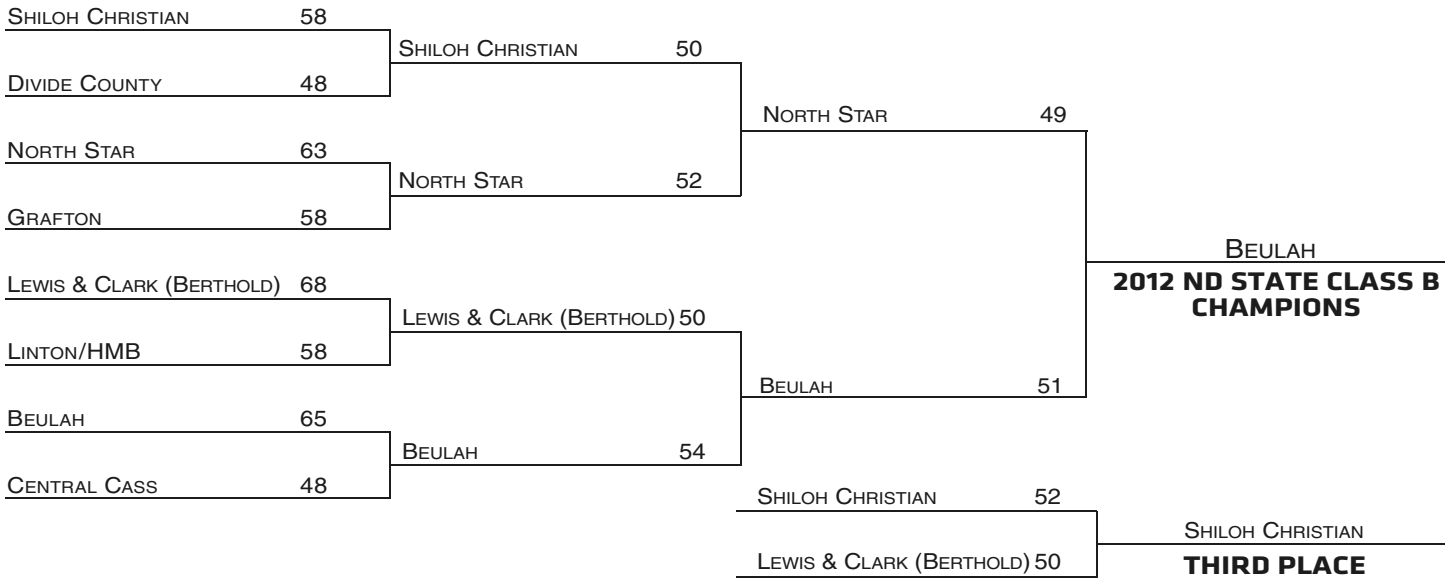 Shiloh Christian 58
Divide County 48
North Star 63
Grafton 58
Lewis & Clark (Berthold) 68
Linton/HMB 58
Beulah 65
Central Cass 48
Shiloh Christian 50
North Star 52
Lewis & Clark (Berthold) 50
Beulah 54
North Star 49
Beulah 51
Beulah
2012 ND STATE CLASS B
CHAMPIONS
Shiloh Christian 52
Lewis & Clark (Berthold) 50
Shiloh Christian
THIRD PLACE